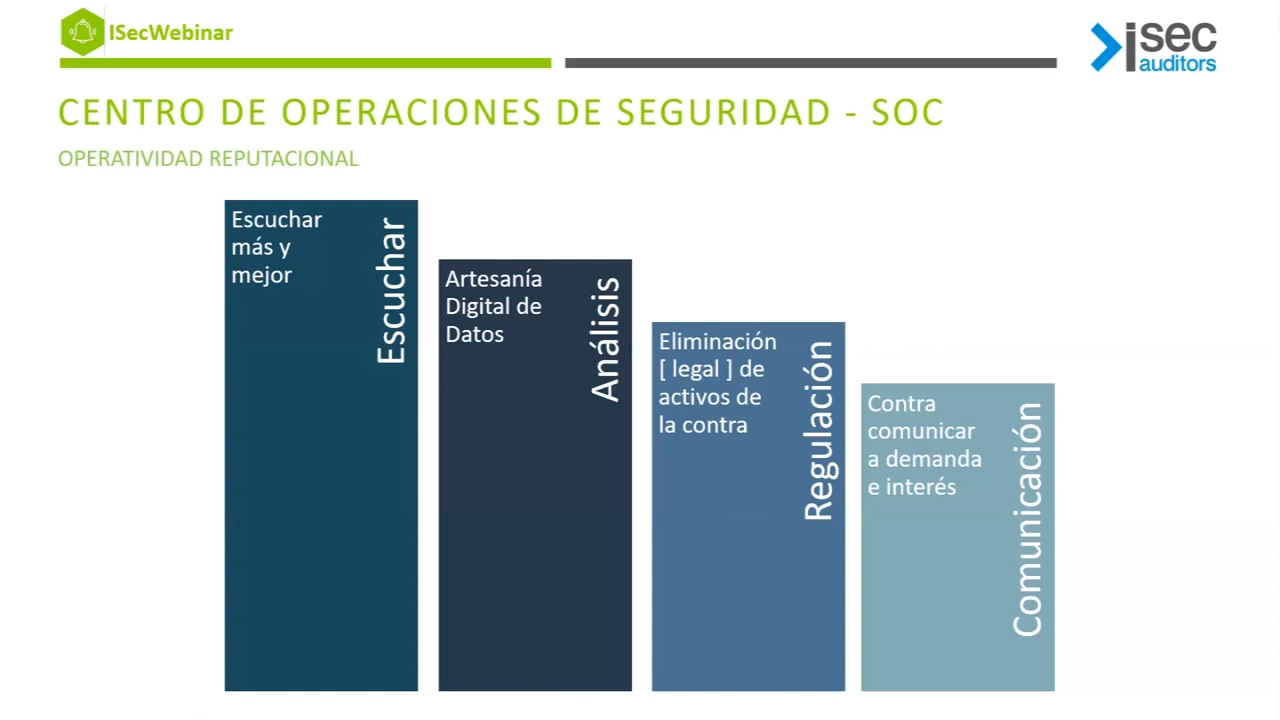 ISecWebinar
isec
auditors
CENTRO DE OPERACIONES DE SEGURIDAD - SOC
OPERATIVIDAD REPUTACIONAL
Escuchar
más y
mejor
Escuchar
Artesanía
Digital de
Datos
Análisis
Eliminación
[ legal ] de
activos de
la contra
Regulación
Contra
comunicar
a demanda
e interés
Comunicación